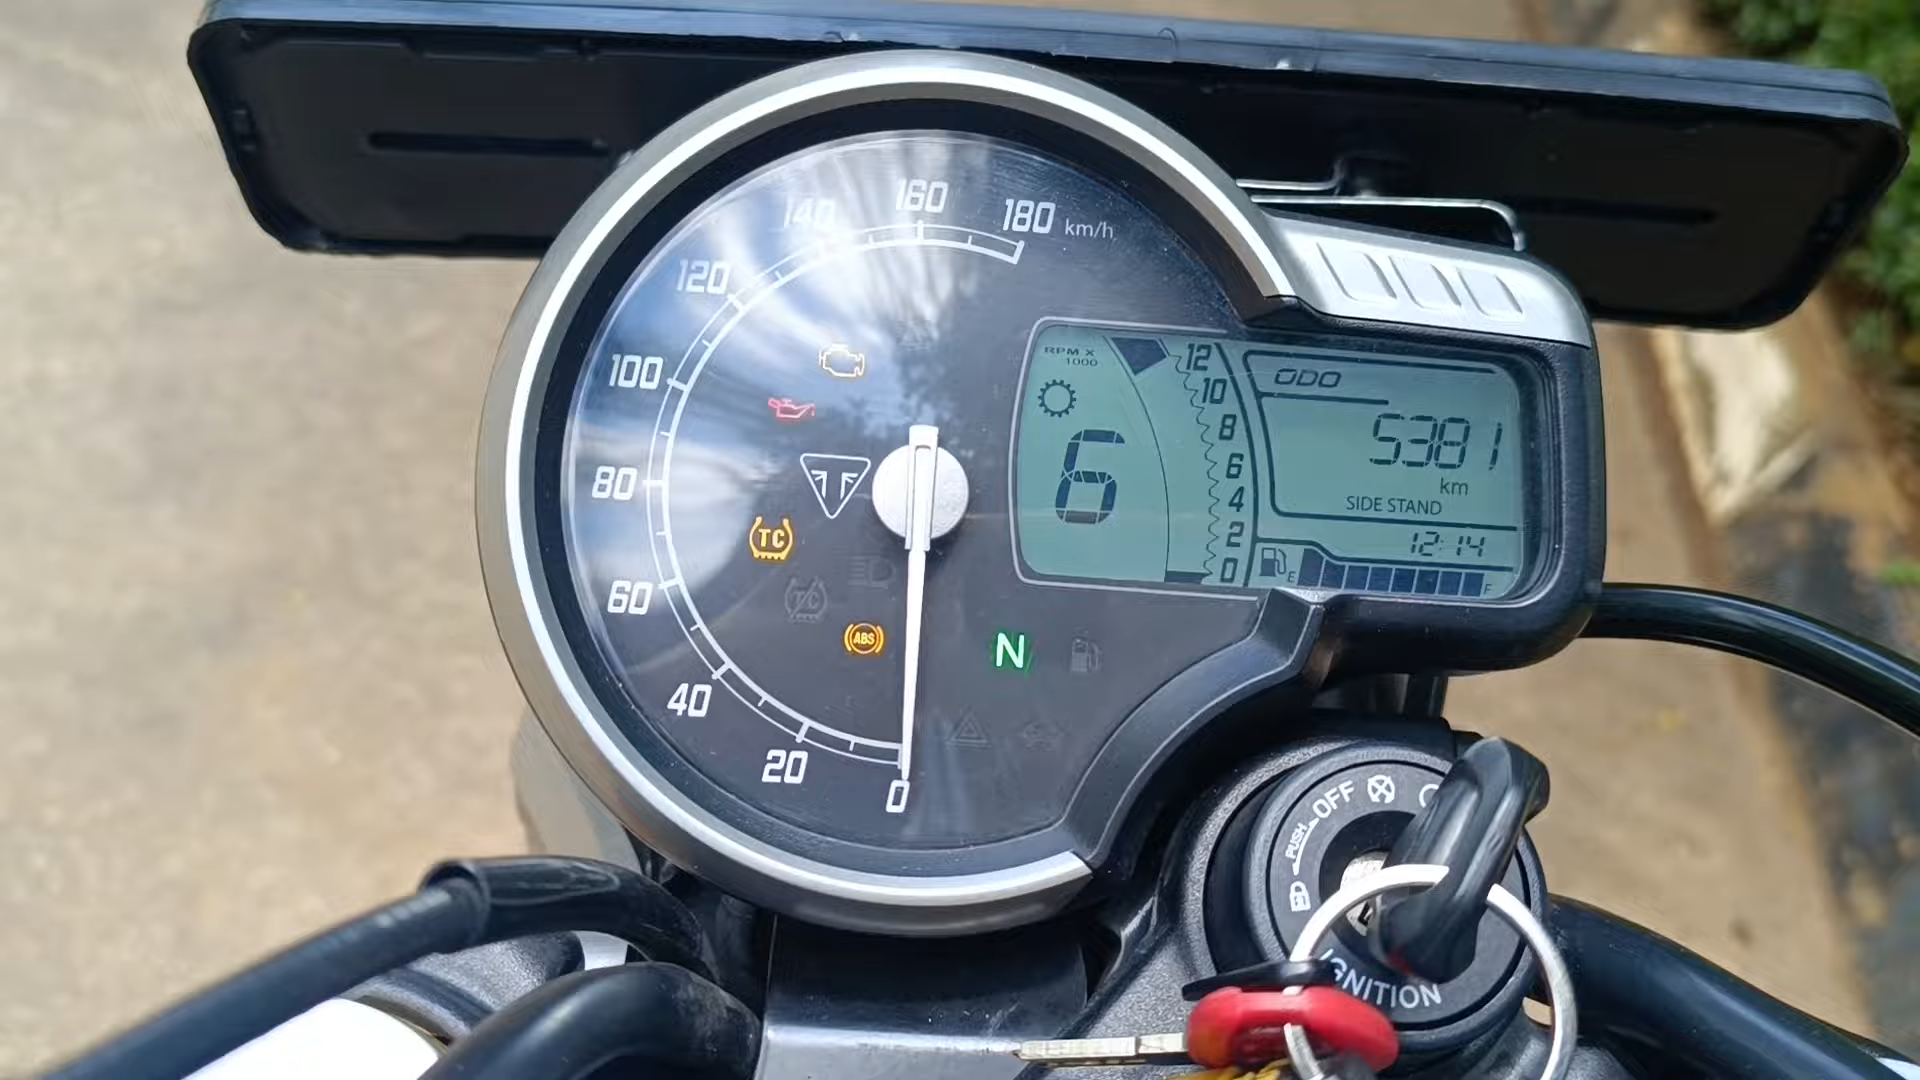 160
140
180 km/h
120
100
80
60
40
20
0
TC
TC
ABS
N
RPM X
1000
6
12
10
8
6
4
2
0
ODO
5381
km
SIDE STAND
12:14
E
F
OFF
PUSH
IGNITION